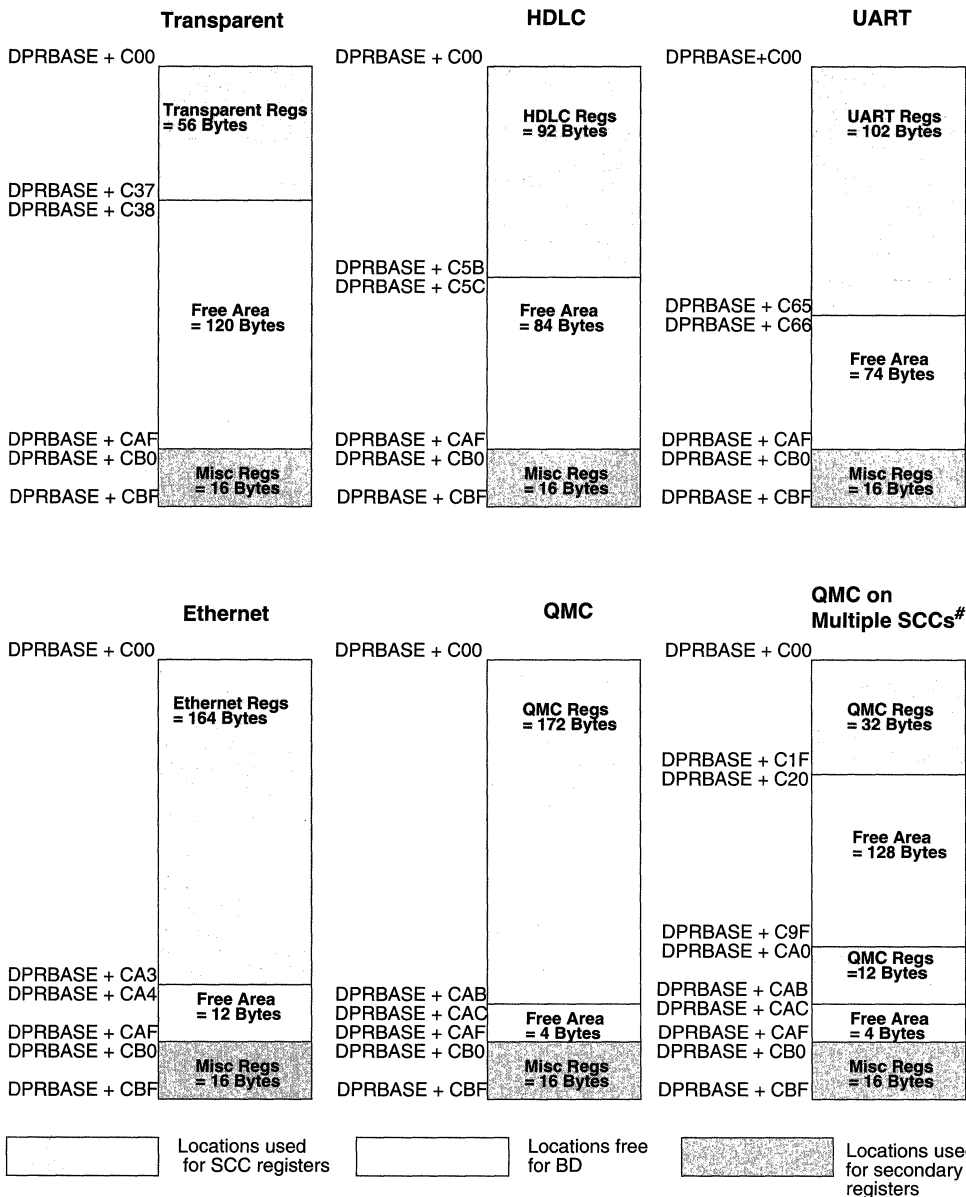 Transparent
DPRBASE + C00
Transparent Regs
= 56 Bytes
DPRBASE + C37
DPRBASE + C38
Free Area
= 120 Bytes
DPRBASE + CAF
DPRBASE + CB0
Misc Regs
= 16 Bytes
DPRBASE + CBF
HDLC
DPRBASE + C00
HDLC Regs
= 92 Bytes
DPRBASE + C5B
DPRBASE + C5C
Free Area
= 84 Bytes
DPRBASE + CAF
DPRBASE + CB0
Misc Regs
= 16 Bytes
DPRBASE + CBF
UART
DPRBASE+C00
UART Regs
= 102 Bytes
DPRBASE + C65
DPRBASE + C66
Free Area
= 74 Bytes
DPRBASE + CAF
DPRBASE + CB0
Misc Regs
= 16 Bytes
DPRBASE + CBF
Ethernet
DPRBASE + C00
Ethernet Regs
= 164 Bytes
DPRBASE + CA3
DPRBASE + CA4
Free Area
= 12 Bytes
DPRBASE + CAF
DPRBASE + CB0
Misc Regs
= 16 Bytes
DPRBASE + CBF
QMC
DPRBASE + C00
QMC Regs
= 172 Bytes
DPRBASE + CAB
DPRBASE + CAC
Free Area
= 4 Bytes
DPRBASE + CAF
DPRBASE + CB0
Misc Regs
= 16 Bytes
DPRBASE + CBF
QMC on
Multiple SCCs#
DPRBASE + C00
QMC Regs
= 32 Bytes
DPRBASE + C1F
DPRBASE + C20
Free Area
= 128 Bytes
DPRBASE + C9F
DPRBASE + CA0
QMC Regs
=12 Bytes
DPRBASE + CAB
DPRBASE + CAC
Free Area
= 4 Bytes
DPRBASE + CAF
DPRBASE + CB0
Misc Regs
= 16 Bytes
DPRBASE + CBF
Locations used
for SCC registers
Locations free
for BD
Locations use
for secondary
registers